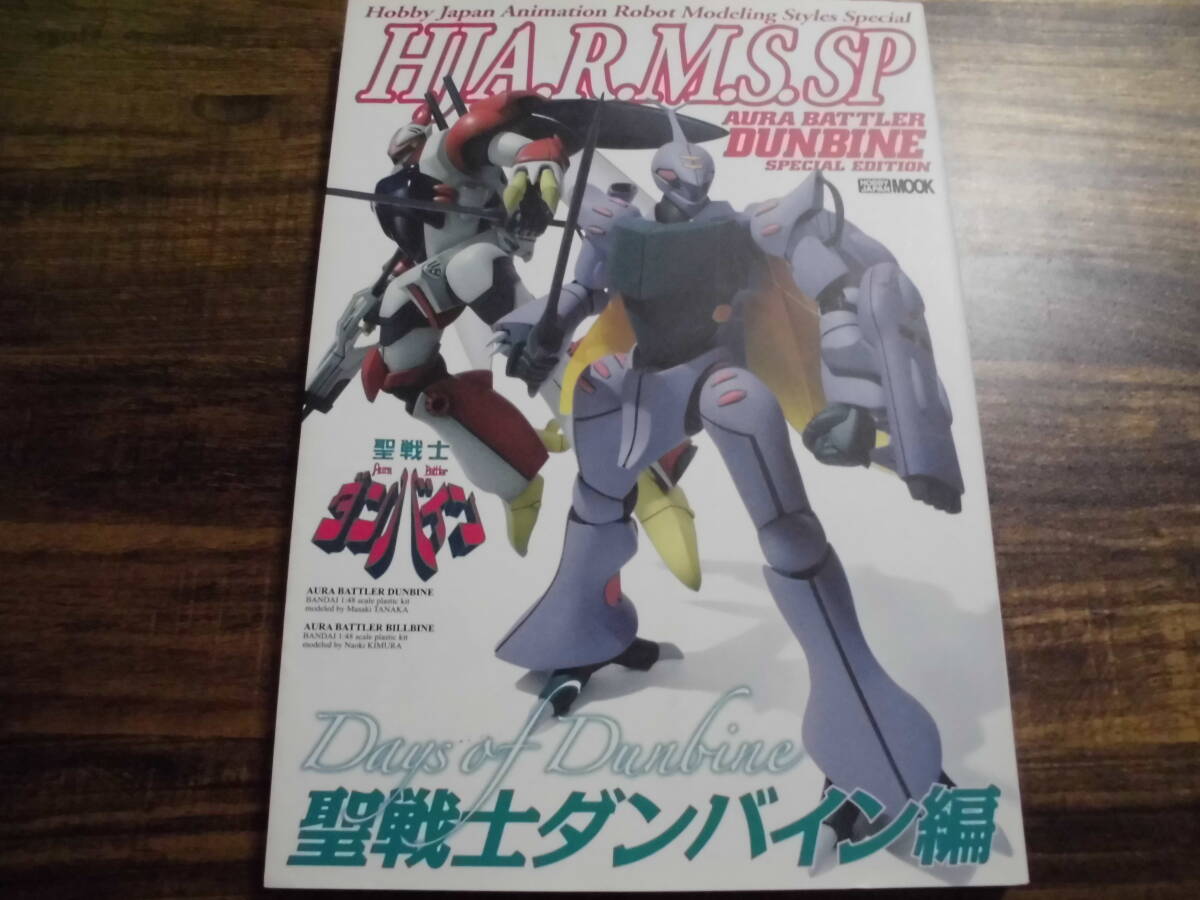 Hobby Japan Animation Robot Modeling Styles Special
HJA.R.M.S.SP
AURA BATTLER
DUNBINE
SPECIAL EDITION
HOBBY JAPAN MOOK
聖戦士
Aura Battler
ダンバイン
AURA BATTLER DUNBINE
BANDAI 1:48 scale plastic kit
modeled by Masaki TANAKA
AURA BATTLER BILLBINE
BANDAI 1:48 scale plastic kit
modeled by Naoki KIMURA
Days of Dunbine
聖戦士ダンバイン編